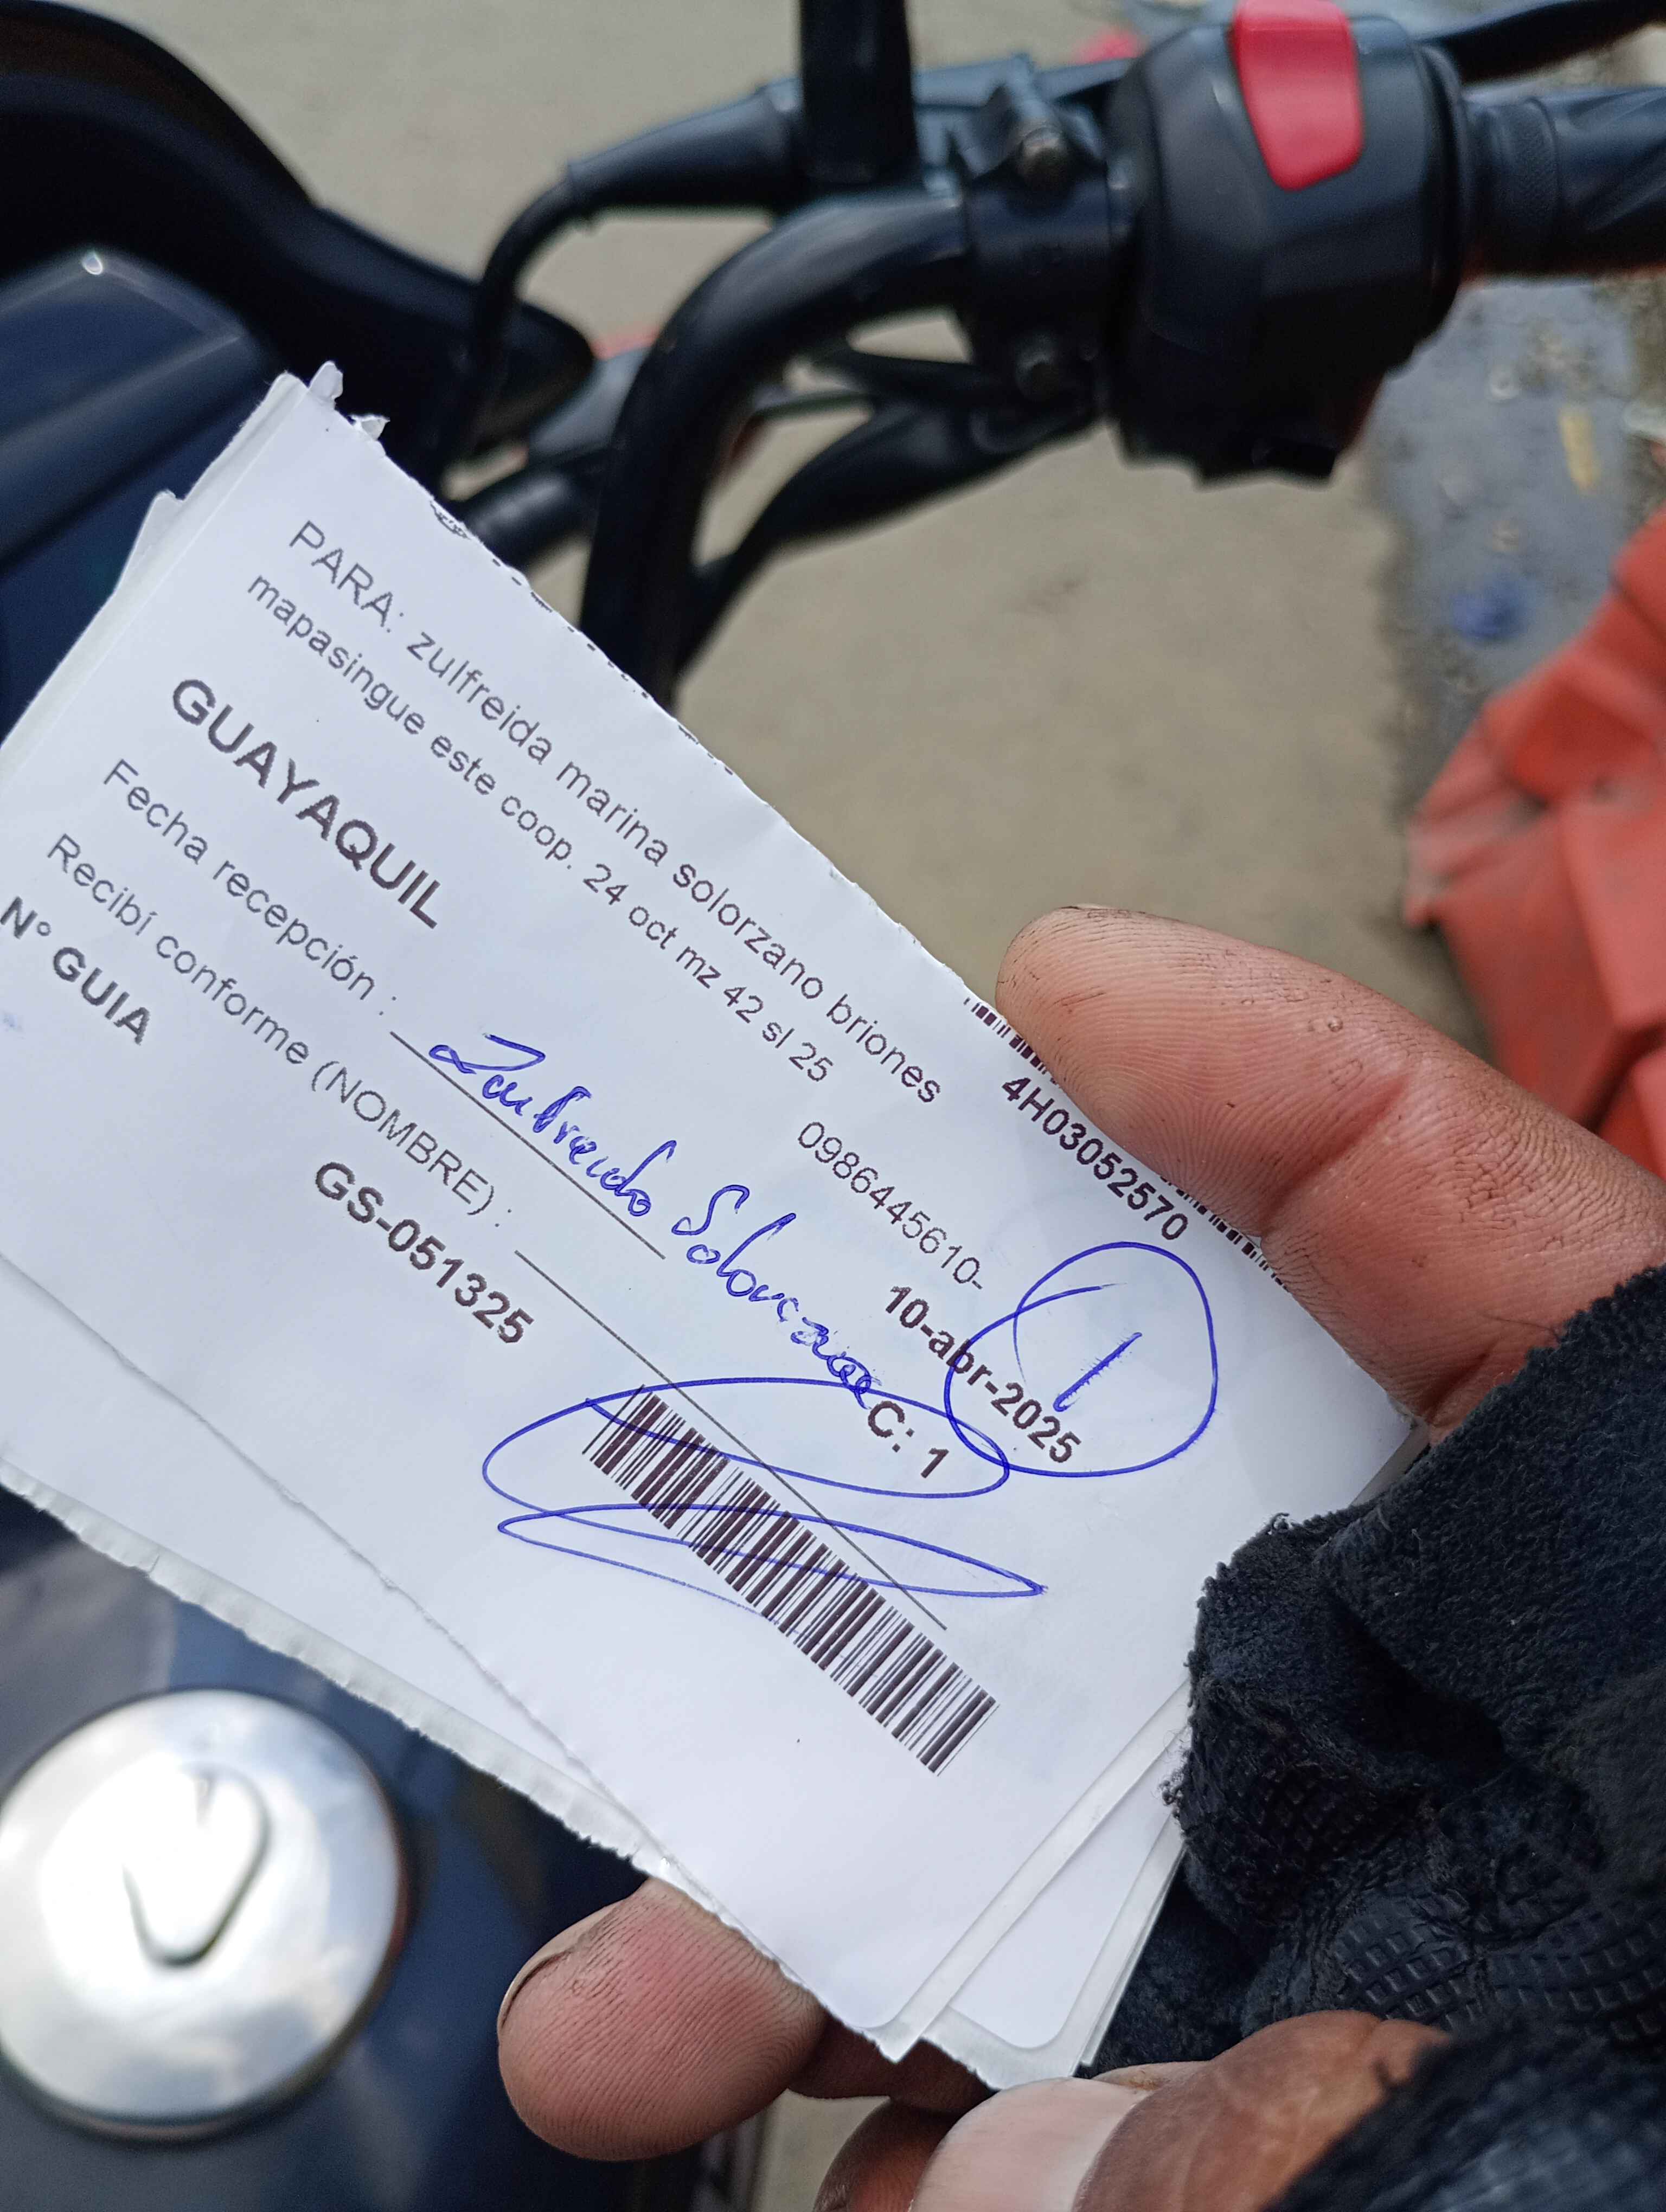 4H03052570
PARA: zulfreida marina solorzano briones
mapasingue este coop. 24 oct mz 42 sl 25
0986445610-
GUAYAQUIL
10-abr-2025
1
Fecha recepción :
Solorzano
C: 1
Recibí conforme (NOMBRE) :
N° GUIA
GS-051325